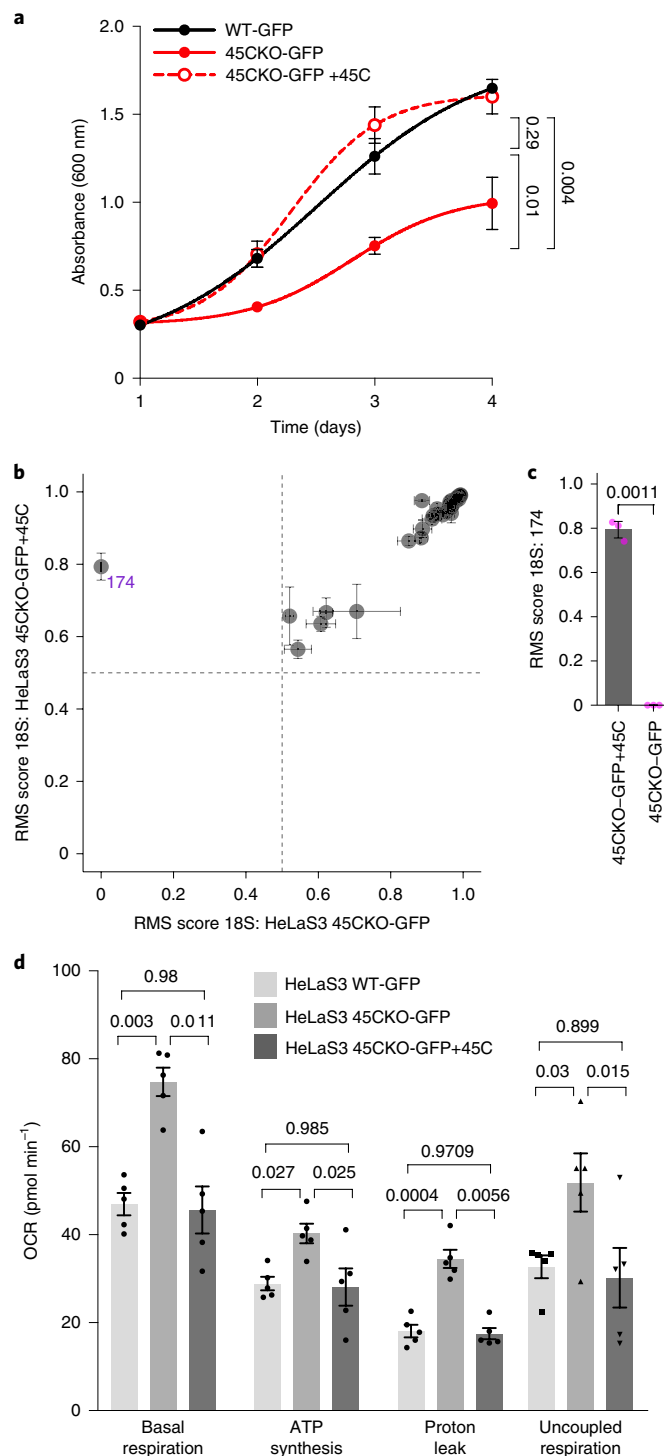 a
2.0
1.5
1.0
0.5
0
Absorbance (600 nm)
WT-GFP
45CKO-GFP
45CKO-GFP +45C
0.29
0.01
0.004
1 2 3 4
Time (days)
b
1.0
0.8
0.6
0.4
0.2
0
RMS score 18S: HeLaS3 45CKO-GFP+45C
174
0 0.2 0.4 0.6 0.8 1.0
RMS score 18S: HeLaS3 45CKO-GFP
c
0.0011
1.0
0.8
0.6
0.4
0.2
0
RMS score 18S: 174
45CKO–GFP+45C
45CKO–GFP
d
100
80
60
40
20
0
OCR (pmol min⁻¹)
HeLaS3 WT-GFP
HeLaS3 45CKO-GFP
HeLaS3 45CKO-GFP+45C
0.98
0.003 0.011
0.985
0.027 0.025
0.9709
0.0004 0.0056
0.899
0.03 0.015
Basal
respiration
ATP
synthesis
Proton
leak
Uncoupled
respiration